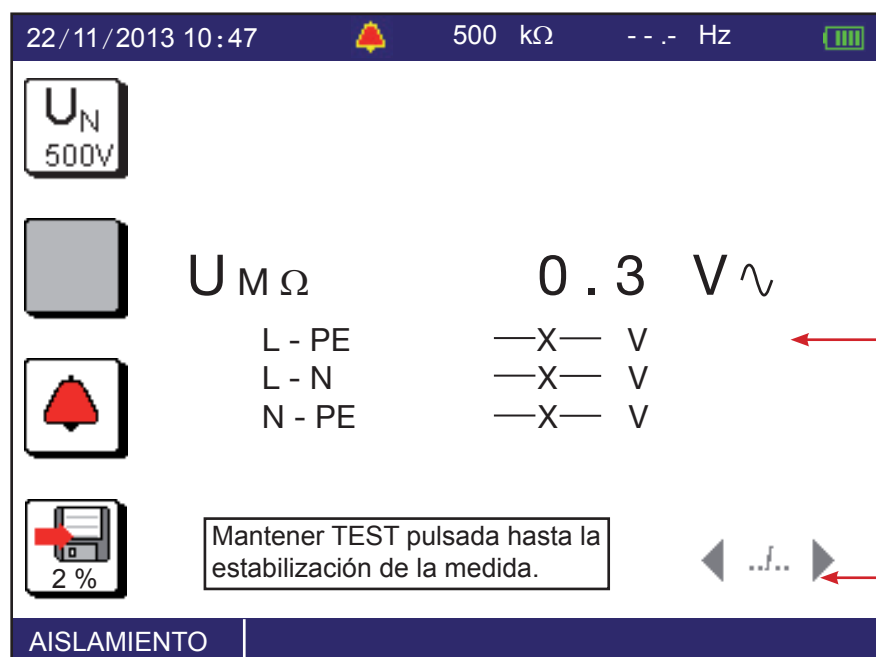 22/11/2013 10:47 500 kΩ - - .- Hz
UN
500V
UMΩ 0.3 V
L - PE —X— V
L - N —X— V
N - PE —X— V
Mantener TEST pulsada hasta la
estabilización de la medida.
../..
2 %
AISLAMIENTO